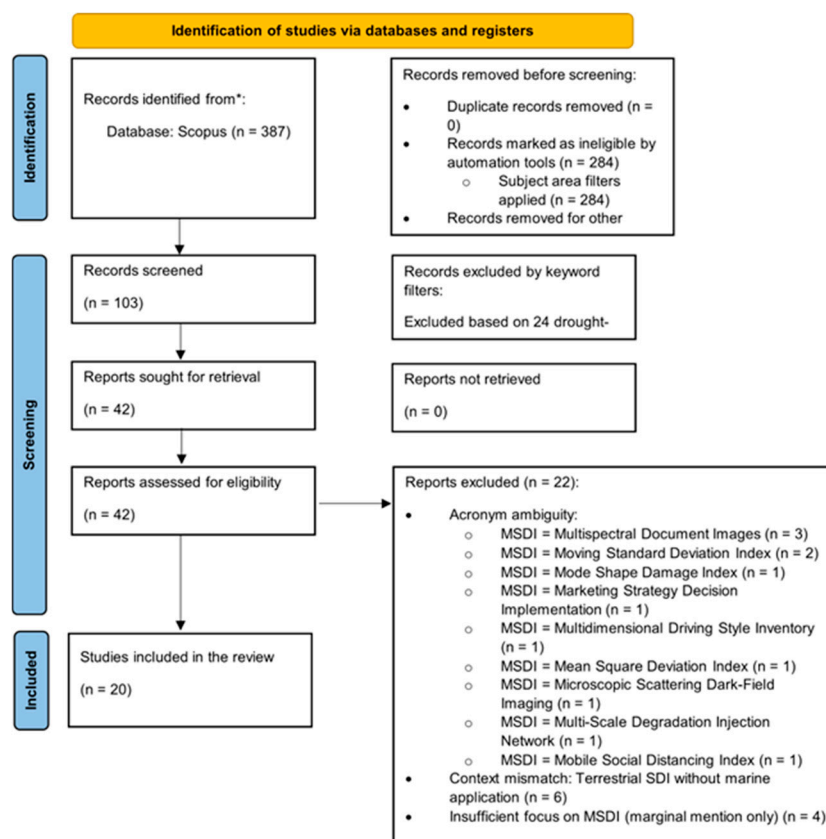 Identification of studies via databases and registers
Identification
Records identified from*:
Database: Scopus (n = 387)
Records removed before screening:
• Duplicate records removed (n =
0)
• Records marked as ineligible by
automation tools (n = 284)
○ Subject area filters
applied (n = 284)
• Records removed for other
Screening
Records screened
(n = 103)
Records excluded by keyword
filters:
Excluded based on 24 drought-
Reports sought for retrieval
(n = 42)
Reports not retrieved
(n = 0)
Reports assessed for eligibility
(n = 42)
Reports excluded (n = 22):
• Acronym ambiguity:
○ MSDI = Multispectral Document Images (n = 3)
○ MSDI = Moving Standard Deviation Index (n = 2)
○ MSDI = Mode Shape Damage Index (n = 1)
○ MSDI = Marketing Strategy Decision
Implementation (n = 1)
○ MSDI = Multidimensional Driving Style Inventory
(n = 1)
○ MSDI = Mean Square Deviation Index (n = 1)
○ MSDI = Microscopic Scattering Dark-Field
Imaging (n = 1)
○ MSDI = Multi-Scale Degradation Injection
Network (n = 1)
○ MSDI = Mobile Social Distancing Index (n = 1)
• Context mismatch: Terrestrial SDI without marine
application (n = 6)
• Insufficient focus on MSDI (marginal mention only) (n = 4)
Included
Studies included in the review
(n = 20)